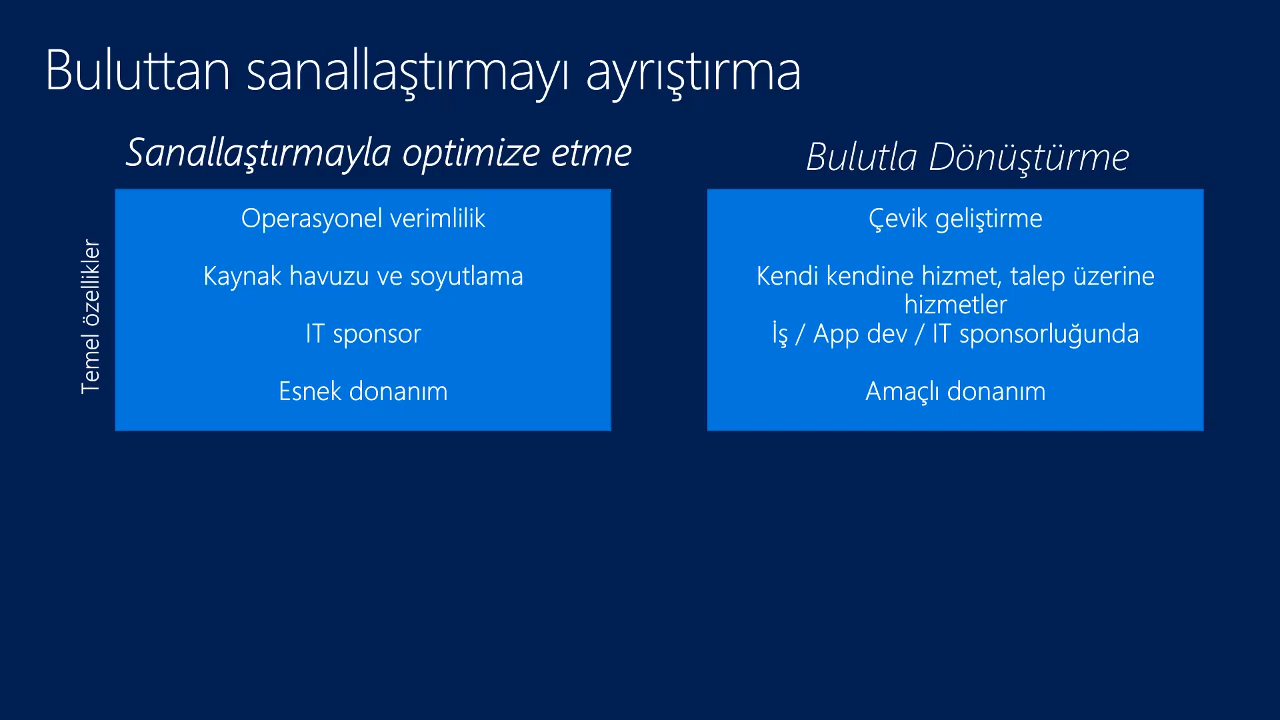 Buluttan sanallaştırmayı ayrıştırma
Sanallaştırmayla optimize etme
Bulutla Dönüştürme
Temel özellikler
Operasyonel verimlilik
Kaynak havuzu ve soyutlama
IT sponsor
Esnek donanım
Çevik geliştirme
Kendi kendine hizmet, talep üzerine
hizmetler
İş / App dev / IT sponsorluğunda
Amaçlı donanım